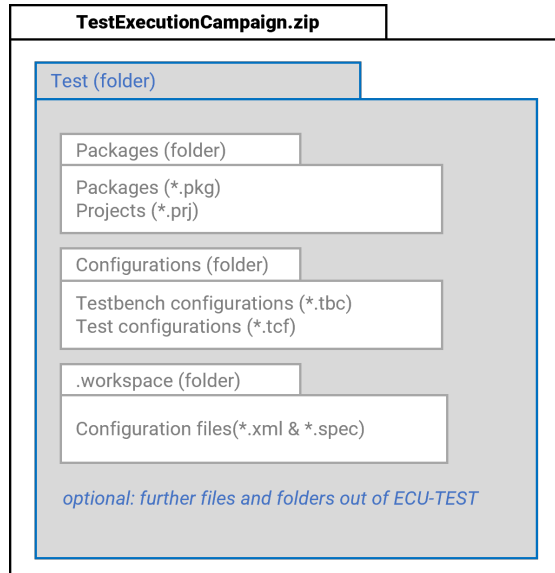 TestExecutionCampaign.zip
Test (folder)
Packages (folder)
Packages (*.pkg)
Projects (*.prj)
Configurations (folder)
Testbench configurations (*.tbc)
Test configurations (*.tcf)
.workspace (folder)
Configuration files(*.xml & *.spec)
optional: further files and folders out of ECU-TEST